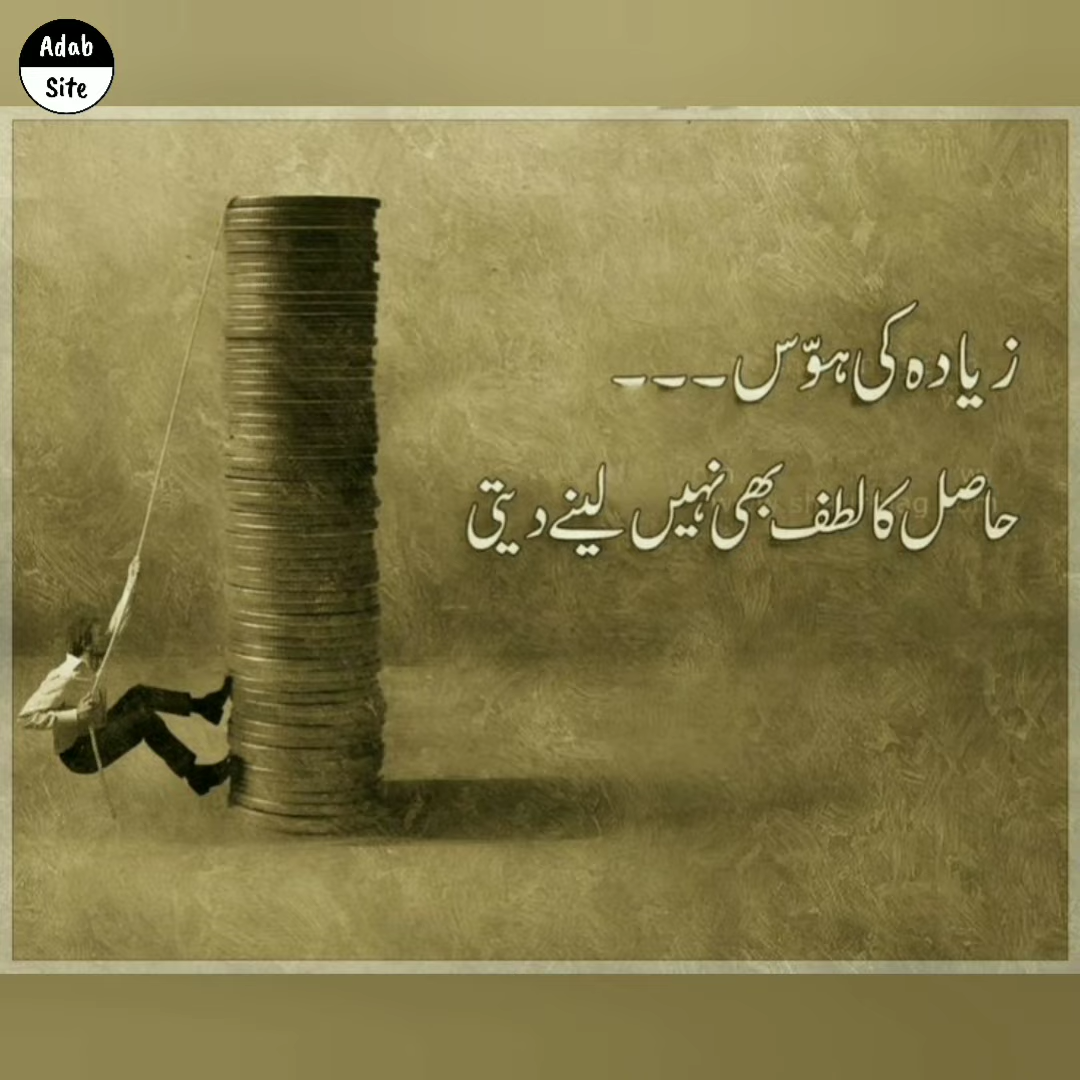 Adab
Site
زیادہ کی ہوّس ---
حاصل کا لطف بھی نہیں لینے دیتی